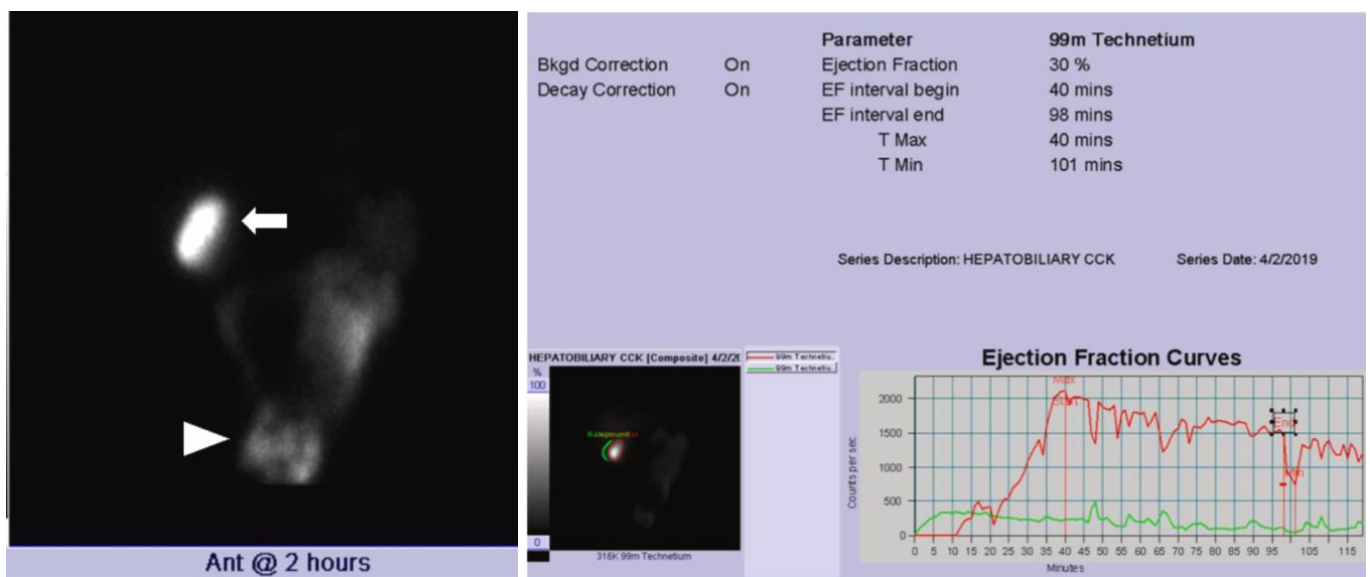 Ant @ 2 hours
Parameter 99m Technetium
Bkgd Correction On Ejection Fraction 30 %
Decay Correction On EF interval begin 40 mins
EF interval end 98 mins
T Max 40 mins
T Min 101 mins
Series Description: HEPATOBILIARY CCK Series Date: 4/2/2019
HEPATOBILIARY CCK [Composite] 4/2/20
%
100
0
316K 99m Technetium
99m Technetiu..
99m Technetiu..
Ejection Fraction Curves
Counts per sec
2000
1500
1000
500
0
Max
Start
End
Min
0 5 10 15 20 25 30 35 40 45 50 55 60 65 70 75 80 85 90 95 105 115
Minutes